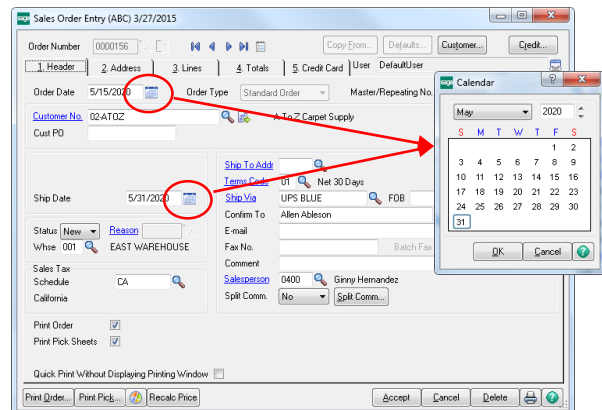 sage Sales Order Entry (ABC) 3/27/2015
Order Number 0000156 Copy From... Defaults... Customer... Credit...
1. Header 2. Address 3. Lines 4. Totals 5. Credit Card User DefaultUser
Order Date 5/15/2020 Order Type Standard Order Master/Repeating No.
Customer No. 02-ATOZ A To Z Carpet Supply
Cust PO
Ship To Addr
Terms Code 01 Net 30 Days
Ship Date 5/31/2020 Ship Via UPS BLUE FOB
Confirm To Allen Ableson
Status New Reason E-mail
Whse 001 EAST WAREHOUSE Fax No. Batch Fax
Comment
Sales Tax
Schedule CA Salesperson 0400 Ginny Hernandez
California Split Comm. No Split Comm...
Print Order
Print Pick Sheets
Quick Print Without Displaying Printing Window
Print Order... Print Pick... Recalc Price Accept Cancel Delete
sage Calendar
May 2020
S M T W T F S
1 2
3 4 5 6 7 8 9
10 11 12 13 14 15 16
17 18 19 20 21 22 23
24 25 26 27 28 29 30
31
OK Cancel